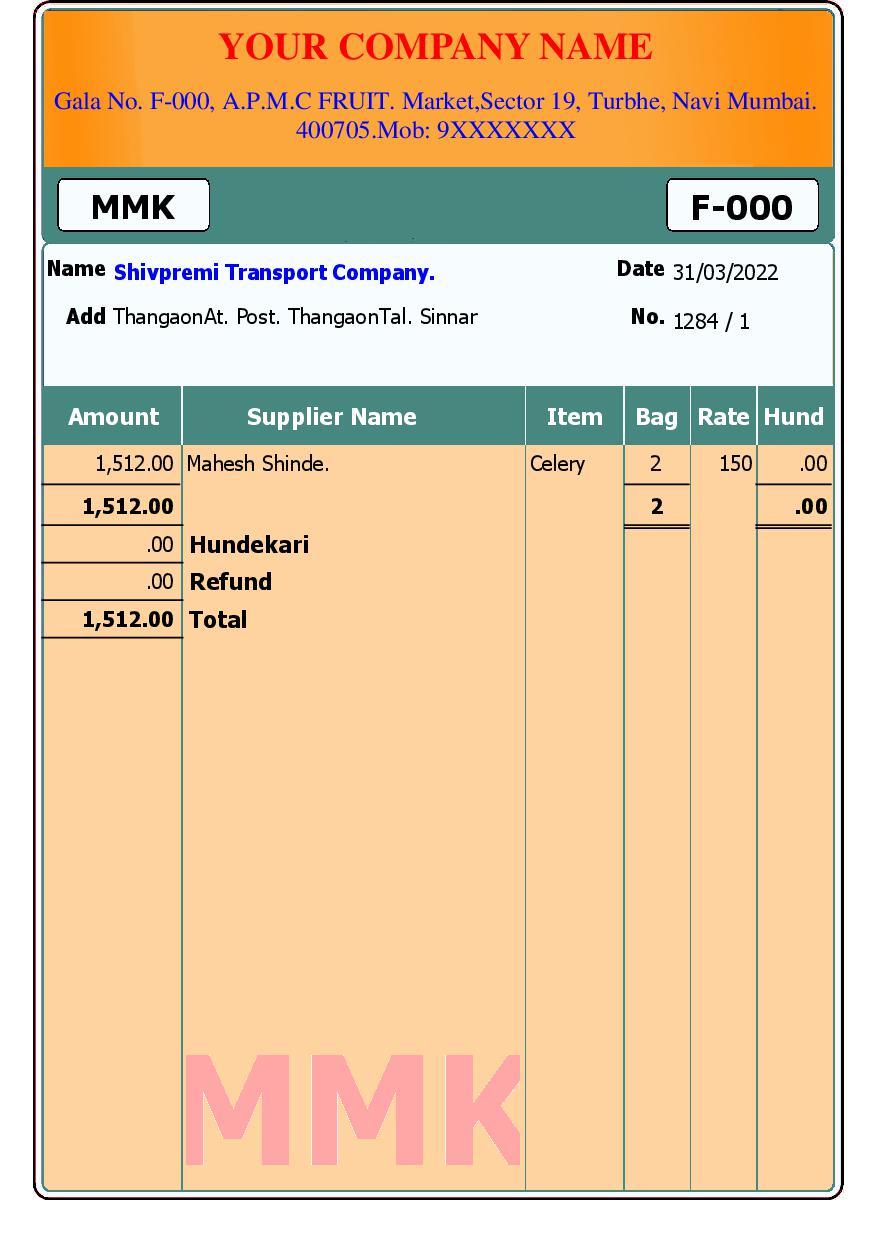 YOUR COMPANY NAME
Gala No. F-000, A.P.M.C FRUIT. Market,Sector 19, Turbhe, Navi Mumbai.
400705.Mob: 9XXXXXXX
MMK F-000
Name Shivpremi Transport Company. Date 31/03/2022
Add ThangaonAt. Post. ThangaonTal. Sinnar No. 1284 / 1
Amount Supplier Name Item Bag Rate Hund
1,512.00 Mahesh Shinde. Celery 2 150 .00
1,512.00 2 .00
.00 Hundekari
.00 Refund
1,512.00 Total
MMK